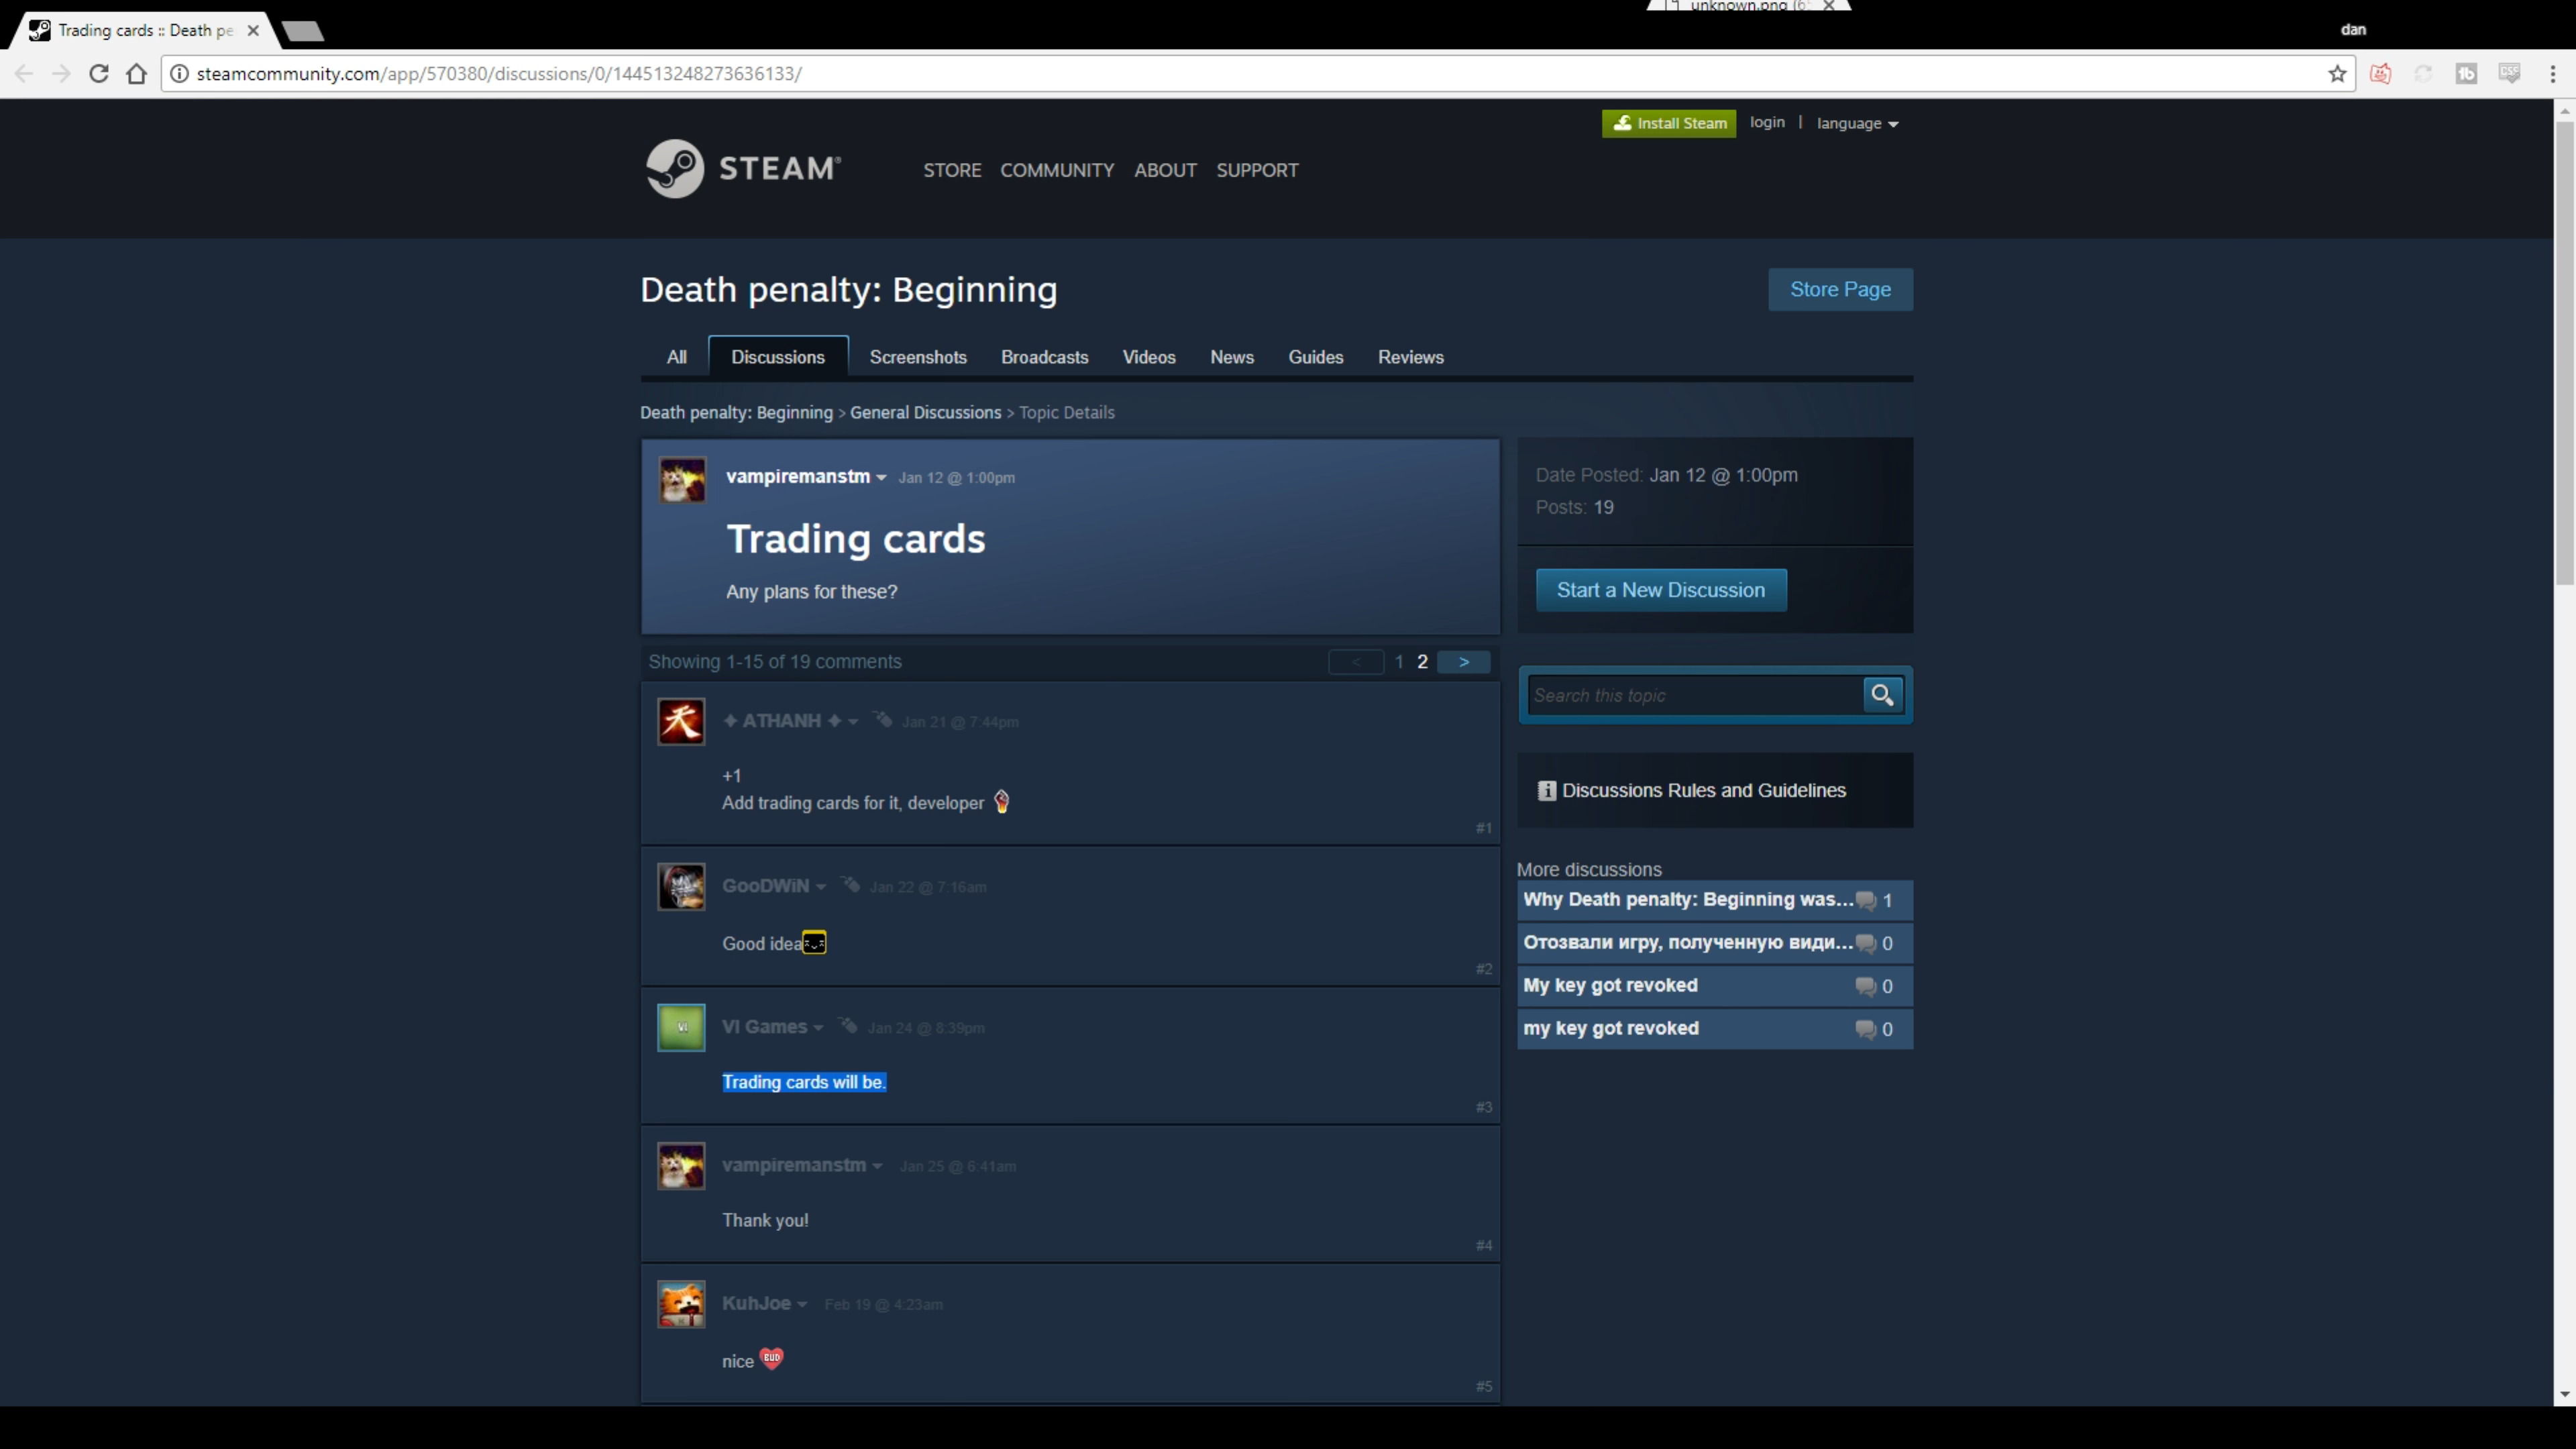 unknown.png (6
Trading cards :: Death pe
dan
steamcommunity.com/app/570380/discussions/0/144513248273636133/
Install Steam login | language
STEAM®
STORE COMMUNITY ABOUT SUPPORT
Death penalty: Beginning
Store Page
All Discussions Screenshots Broadcasts Videos News Guides Reviews
Death penalty: Beginning > General Discussions > Topic Details
vampiremanstm Jan 12 @ 1:00pm
Trading cards
Any plans for these?
Date Posted: Jan 12 @ 1:00pm
Posts: 19
Start a New Discussion
Showing 1-15 of 19 comments
< 1 2 >
Search this topic
✦ ATHANH ✦ Jan 21 @ 7:44pm
+1
Add trading cards for it, developer
#1
GooDWiN Jan 22 @ 7:16am
Good idea
#2
VI Games Jan 24 @ 8:39pm
VI
Trading cards will be.
#3
vampiremanstm Jan 25 @ 6:41am
Thank you!
#4
KuhJoe Feb 19 @ 4:23am
nice BUD
#5
Discussions Rules and Guidelines
More discussions
Why Death penalty: Beginning was... 1
Отозвали игру, полученную види... 0
My key got revoked 0
my key got revoked 0